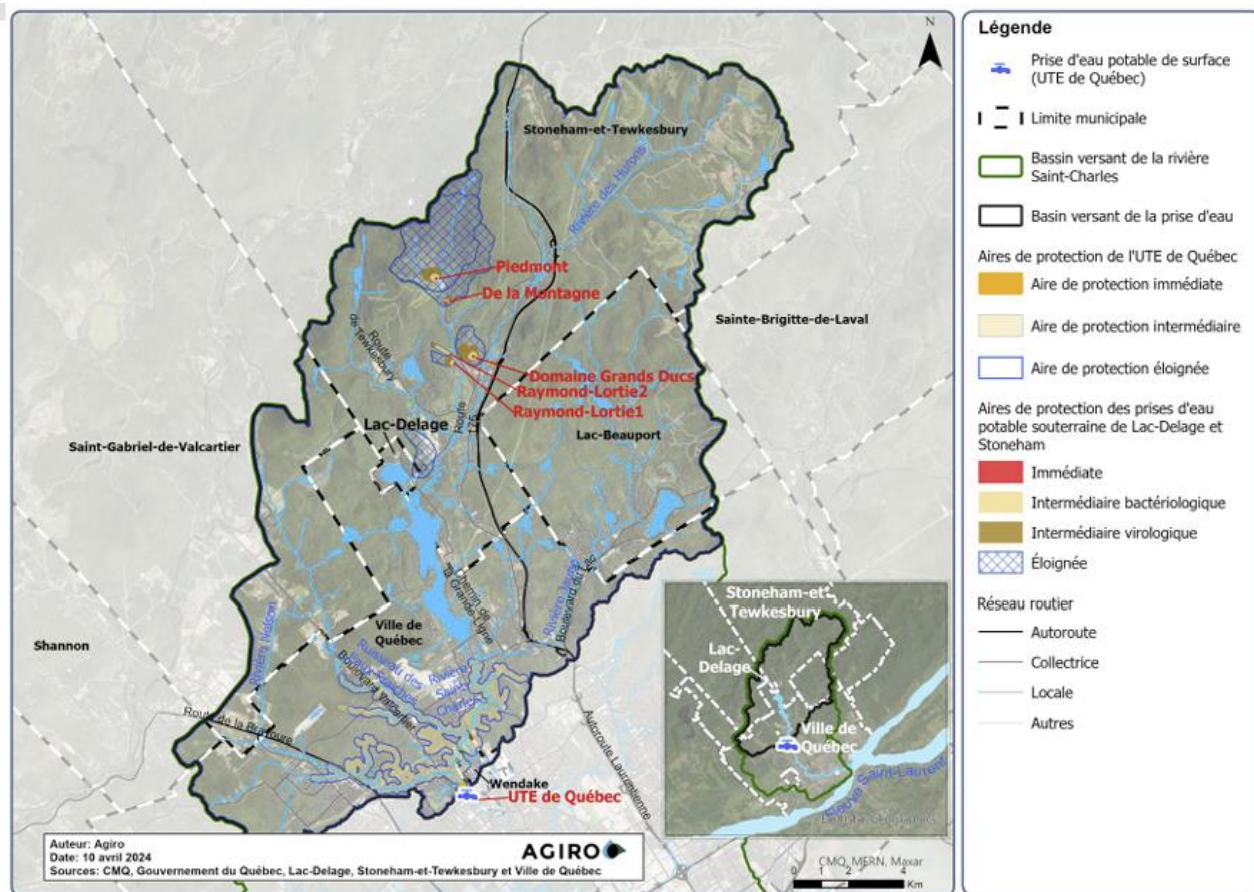 N
Stoneham-et-Tewkesbury
Rivière des Hurons
Piedmont
De la Montagne
Sainte-Brigitte-de-Laval
Route
de Tewkesbury
Domaine Grands Ducs
Raymond-Lortie2
Raymond-Lortie1
Route
175
Lac-Delage
Saint-Gabriel-de-Valcartier
Lac-Beauport
Chemin de
la Grande-Ligne
Rivière Jaune
Boulevard du Lac
Ville de
Québec
Shannon
Rivière Nelson
Ruisseau des
Eaux-Fraîches
Boulevard Valcartier
Rivière
Saint-
Charles
Route de la Bravoure
Wendake
UTE de Québec
Autoroute Laurentienne
Stoneham-et-
Tewkesbury
Lac-
Delage
Ville de
Québec
Fleuve Saint-Laurent
CMQ, MERN, Maxar
0 1 2 4
Km
Auteur: Agiro
Date: 10 avril 2024
Sources: CMQ, Gouvernement du Québec, Lac-Delage, Stoneham-et-Tewkesbury et Ville de Québec
AGIRO
Légende
Prise d'eau potable de surface
(UTE de Québec)
Limite municipale
Bassin versant de la rivière
Saint-Charles
Basin versant de la prise d'eau
Aires de protection de l'UTE de Québec
Aire de protection immédiate
Aire de protection intermédiaire
Aire de protection éloignée
Aires de protection des prises d'eau
potable souterraine de Lac-Delage et
Stoneham
Immédiate
Intermédiaire bactériologique
Intermédiaire virologique
Éloignée
Réseau routier
Autoroute
Collectrice
Locale
Autres